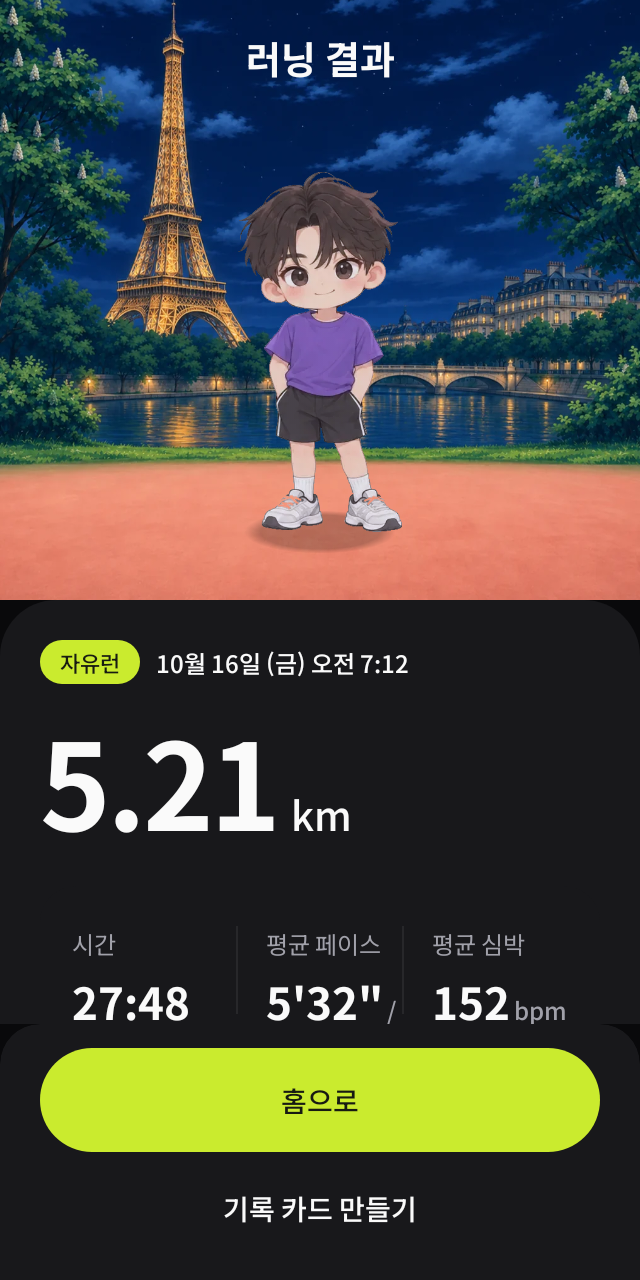 러닝 결과
자유런 10월 16일 (금) 오전 7:12
5.21 km
시간 평균 페이스 평균 심박
27:48 5'32"/ 152 bpm
홈으로
기록 카드 만들기